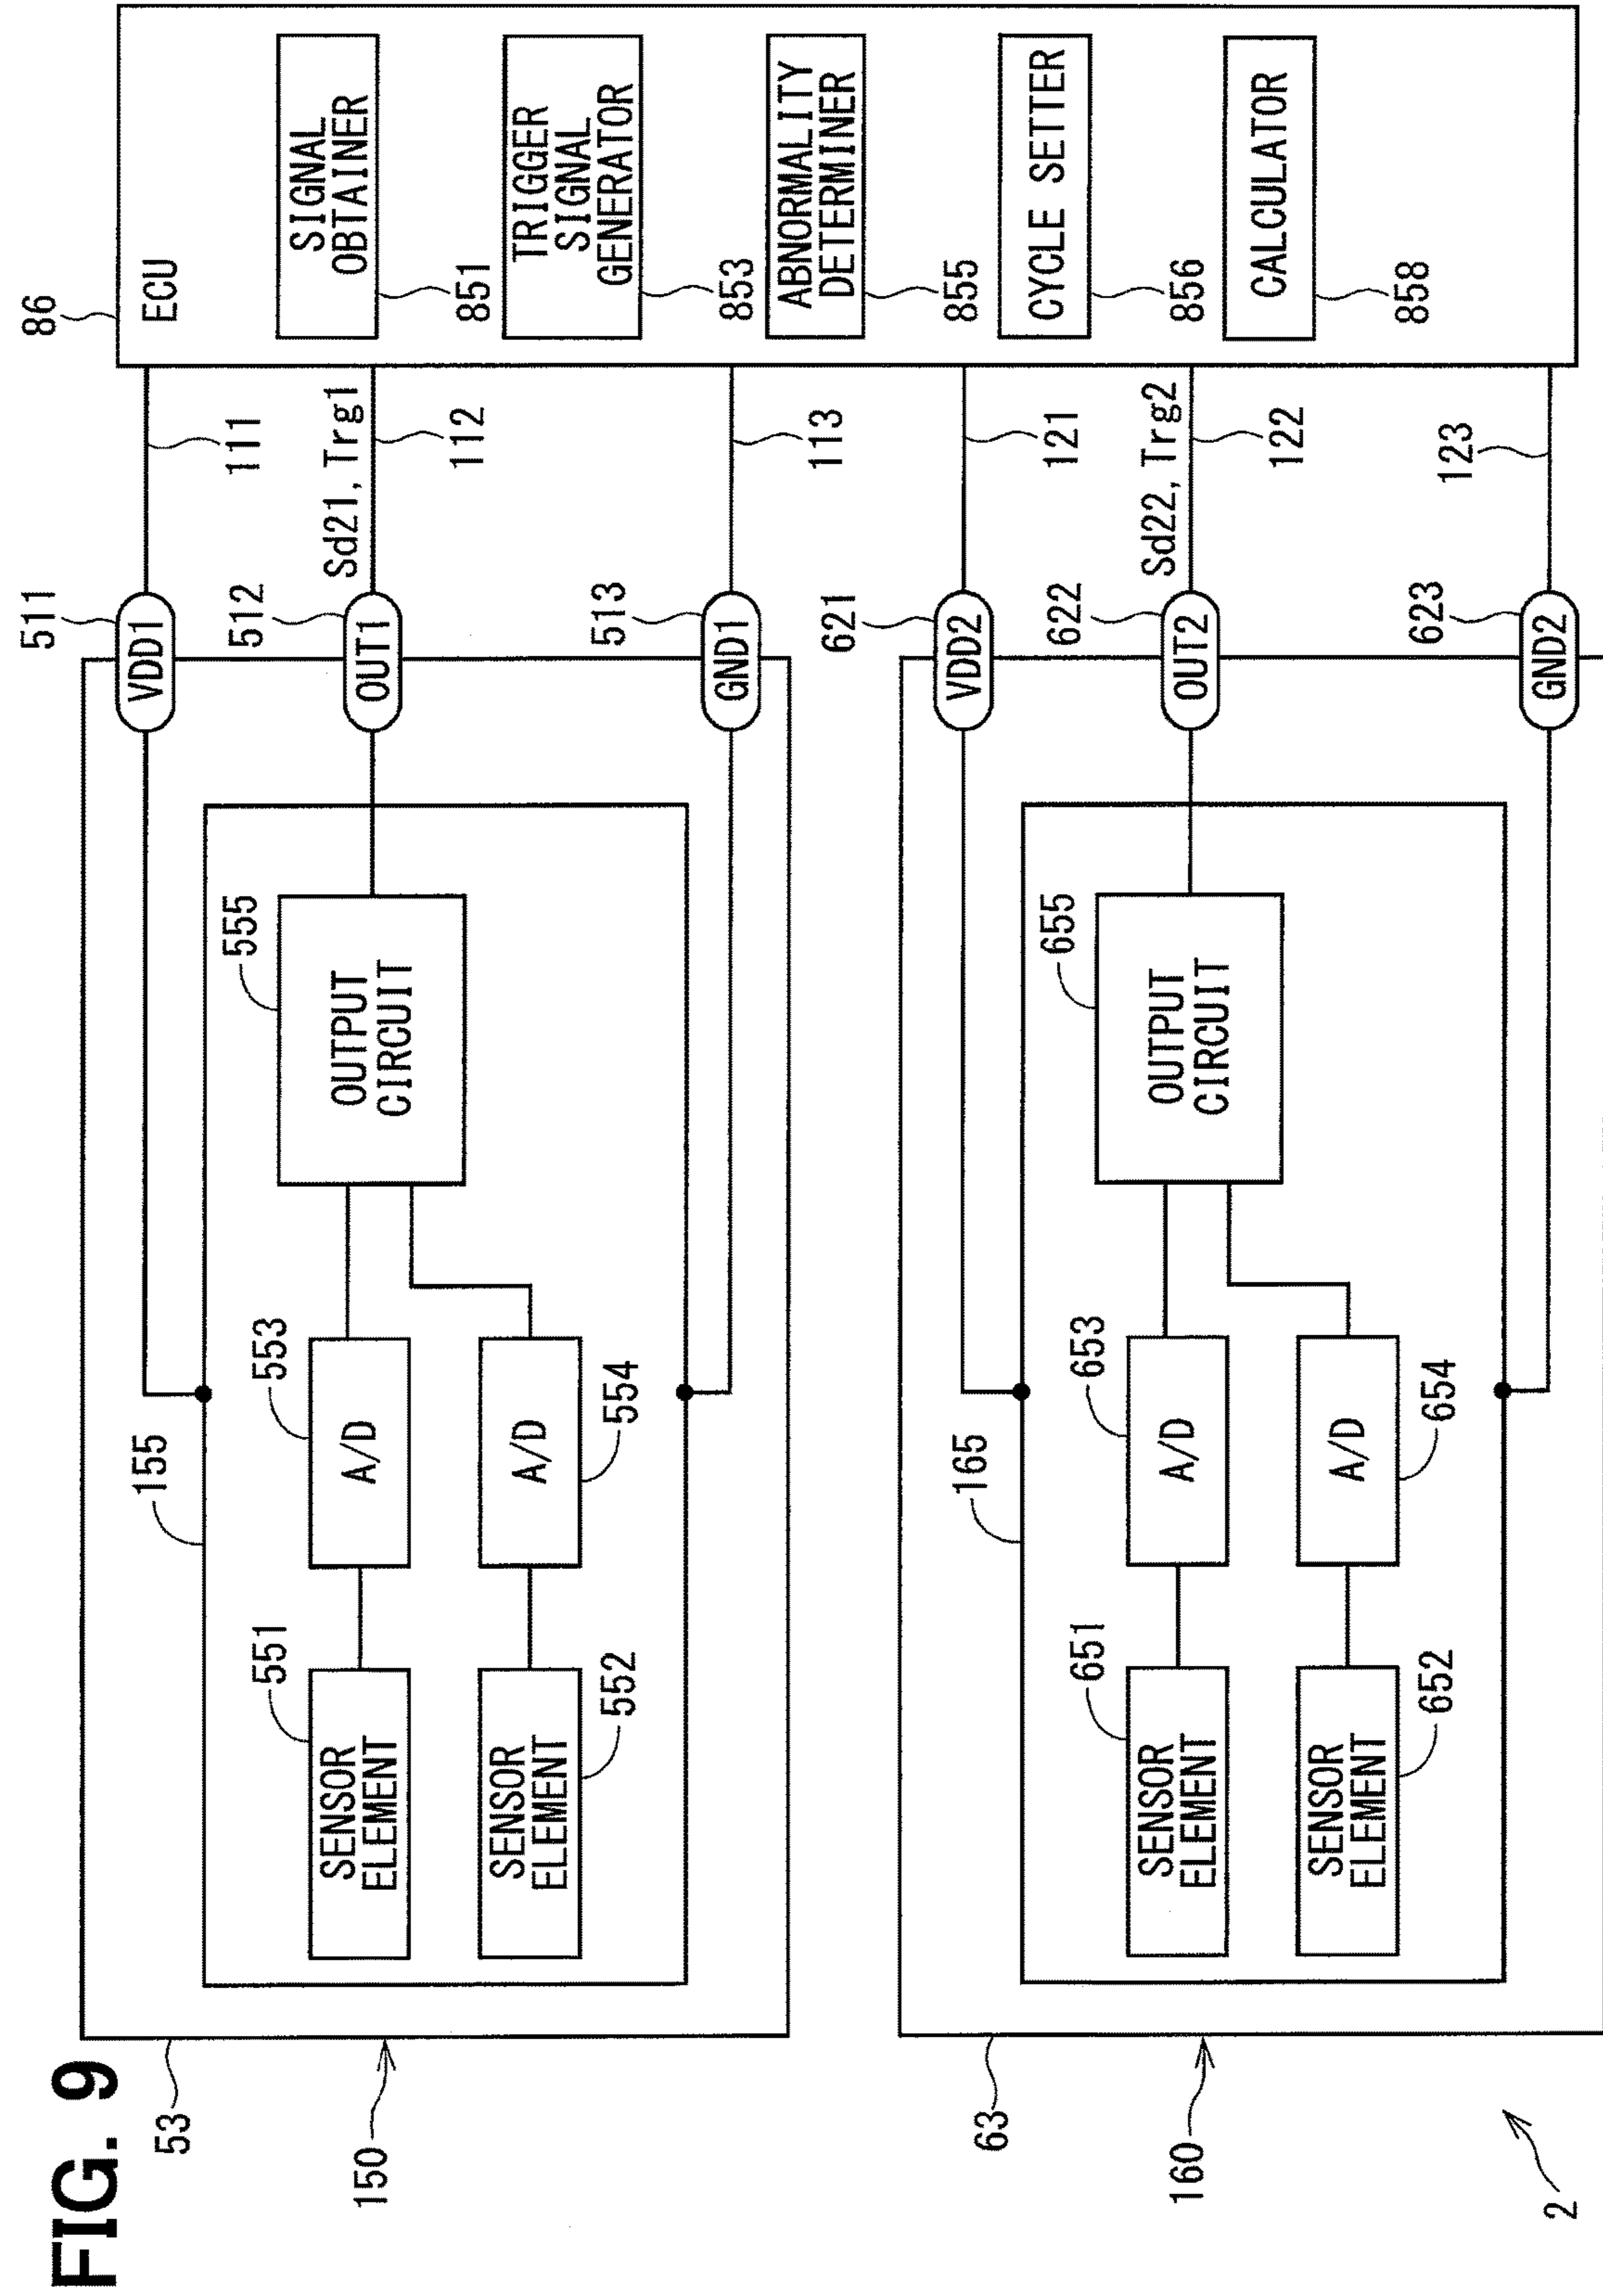 FIG. 9
53
150
155
551
SENSOR
ELEMENT
553
A/D
552
SENSOR
ELEMENT
554
A/D
555
OUTPUT
CIRCUIT
511
VDD1
512
OUT1
513
GND1
111
Sd21, Trg1
112
113
63
160
165
651
SENSOR
ELEMENT
653
A/D
652
SENSOR
ELEMENT
654
A/D
655
OUTPUT
CIRCUIT
621
VDD2
622
OUT2
623
GND2
121
Sd22, Trg2
122
123
86
ECU
SIGNAL
OBTAINER
851
TRIGGER
SIGNAL
GENERATOR
853
ABNORMALITY
DETERMINER
855
CYCLE SETTER
856
CALCULATOR
858
2